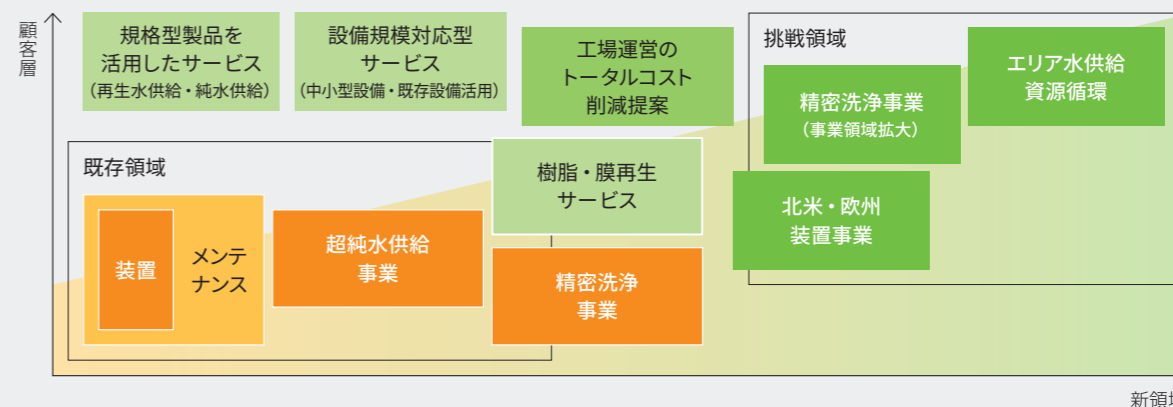 顧客層
規格型製品を
活用したサービス
（再生水供給・純水供給）
設備規模対応型
サービス
（中小型設備・既存設備活用）
工場運営の
トータルコスト
削減提案
挑戦領域
精密洗浄事業
（事業領域拡大）
エリア水供給
資源循環
既存領域
樹脂・膜再生
サービス
北米・欧州
装置事業
装置
メンテ
ナンス
超純水供給
事業
精密洗浄
事業
新領